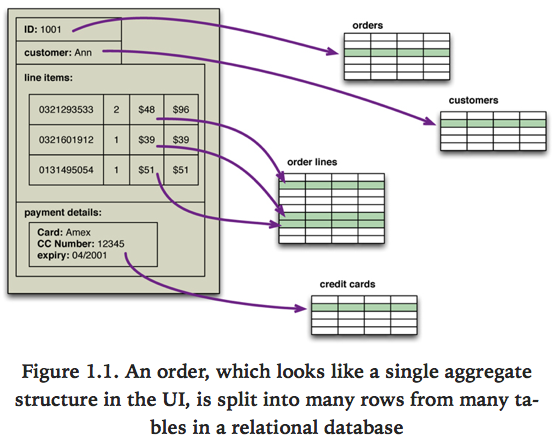 ID: 1001
customer: Ann
line items:
0321293533 2 $48 $96
0321601912 1 $39 $39
0131495054 1 $51 $51
payment details:
Card: Amex
CC Number: 12345
expiry: 04/2001
orders
customers
order lines
credit cards
Figure 1.1. An order, which looks like a single aggregate
structure in the UI, is split into many rows from many ta-
bles in a relational database